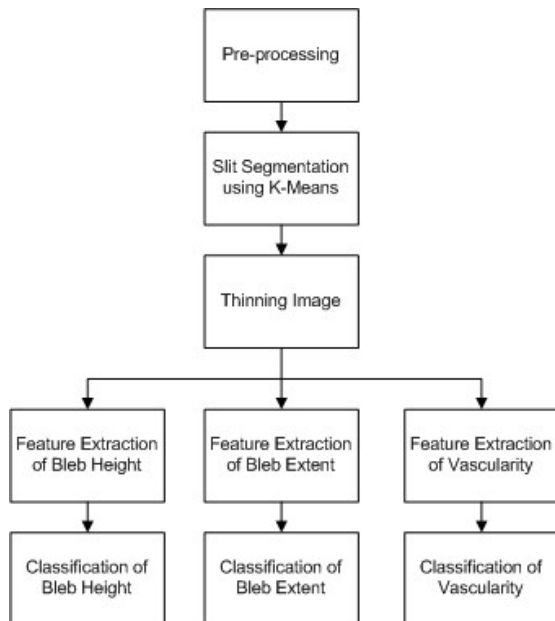 Pre-processing
Slit Segmentation
using K-Means
Thinning Image
Feature Extraction
of Bleb Height
Feature Extraction
of Bleb Extent
Feature Extraction
of Vascularity
Classification of
Bleb Height
Classification of
Bleb Extent
Classification of
Vascularity